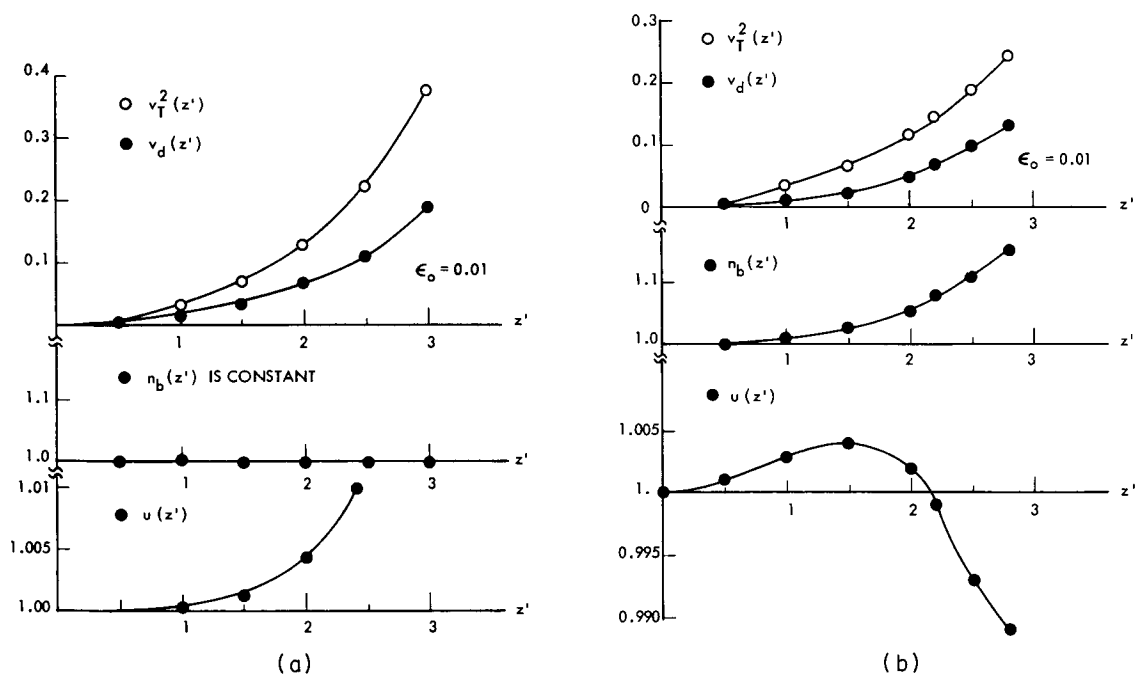 0.4
v_T^2(z')
v_d(z')
0.3
0.2
0.1
ϵ_o = 0.01
z'
1
2
3
n_b(z') IS CONSTANT
1.1
1.0
z'
1
2
3
1.01
u(z')
1.005
1.00
z'
1
2
3
(a)
0.3
v_T^2(z')
v_d(z')
0.2
0.1
ϵ_o = 0.01
0
z'
1
2
3
n_b(z')
1.10
1.0
z'
1
2
3
u(z')
1.005
1.
z'
1
2
3
0.995
0.990
(b)